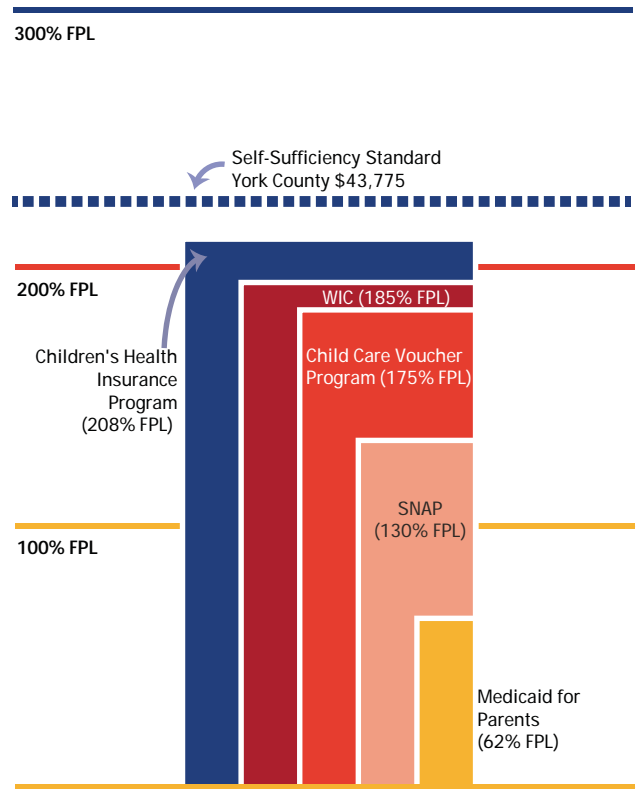 300% FPL
Self-Sufficiency Standard
York County $43,775
200% FPL
WIC (185% FPL)
Children's Health
Insurance
Program
(208% FPL)
Child Care Voucher
Program (175% FPL)
SNAP
(130% FPL)
100% FPL
Medicaid for
Parents
(62% FPL)